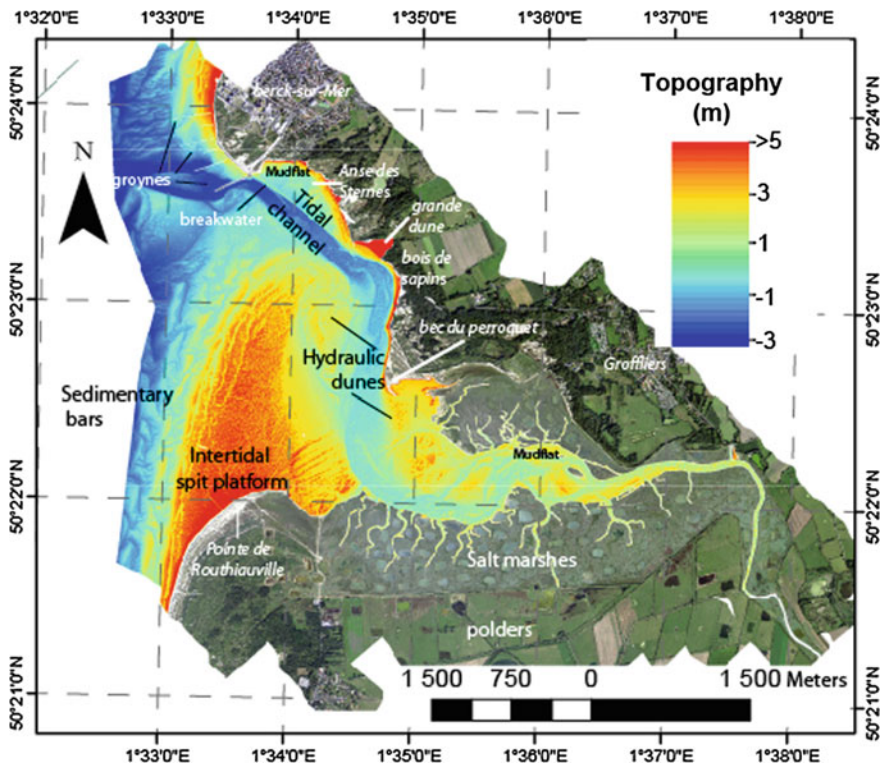 1°32'0"E 1°33'0"E 1°34'0"E 1°35'0"E 1°36'0"E 1°37'0"E 1°38'0"E
50°24'0"N
50°23'0"N
50°22'0"N
50°21'0"N
50°24'0"N
50°23'0"N
50°22'0"N
50°21'0"N
Topography
(m)
>5
3
1
-1
-3
N
berck-sur-Mer
groynes
Mudflat
Anse des
Sternes
breakwater
Tidal
channel
grande
dune
bois de
sapins
bec du perroquet
Hydraulic
dunes
Groffliers
Sedimentary
bars
Mudflat
Intertidal
spit platform
Pointe de
Routhiauville
Salt marshes
polders
1 500 750 0 1 500 Meters
1°33'0"E 1°34'0"E 1°35'0"E 1°36'0"E 1°37'0"E 1°38'0"E